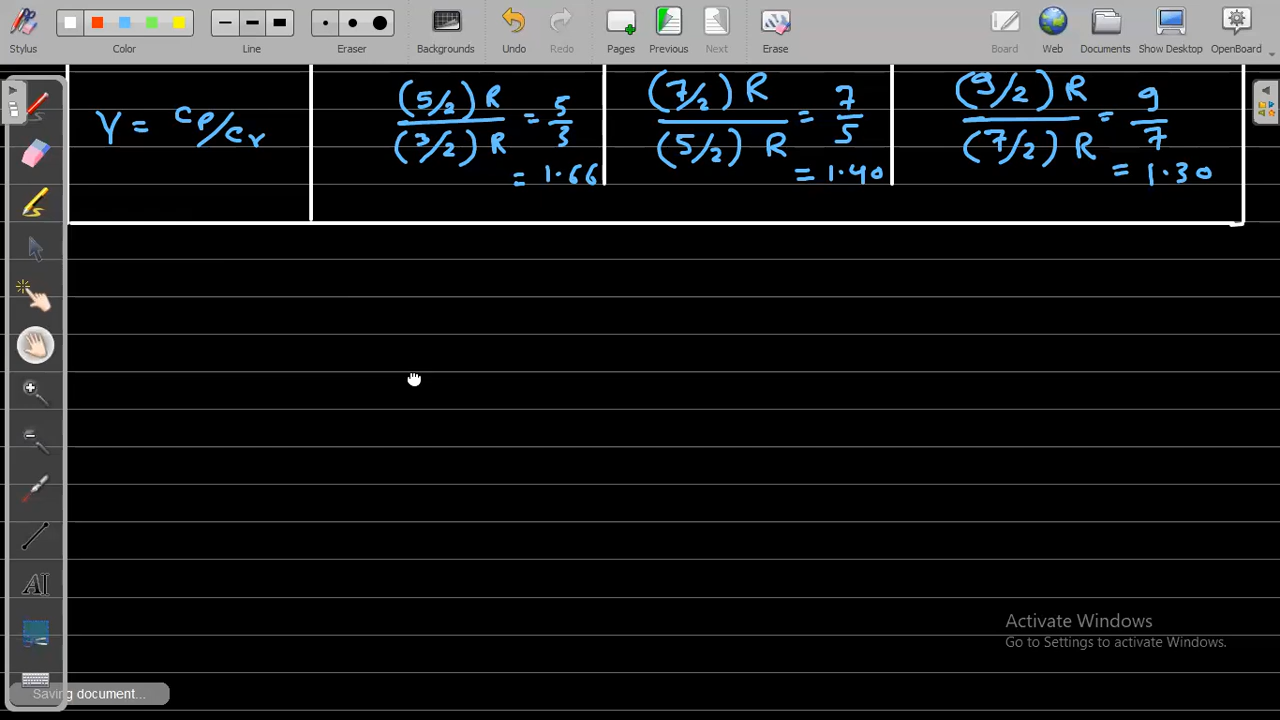 Stylus Color Line Eraser Backgrounds Undo Redo Pages Previous Next Erase Board Web Documents Show Desktop OpenBoard
γ = Cp/Cv
(5/2) R / (3/2) R = 5/3
= 1.66
(7/2) R / (5/2) R = 7/5
= 1.40
(9/2) R / (7/2) R = 9/7
= 1.30
Activate Windows
Go to Settings to activate Windows.
Saving document...